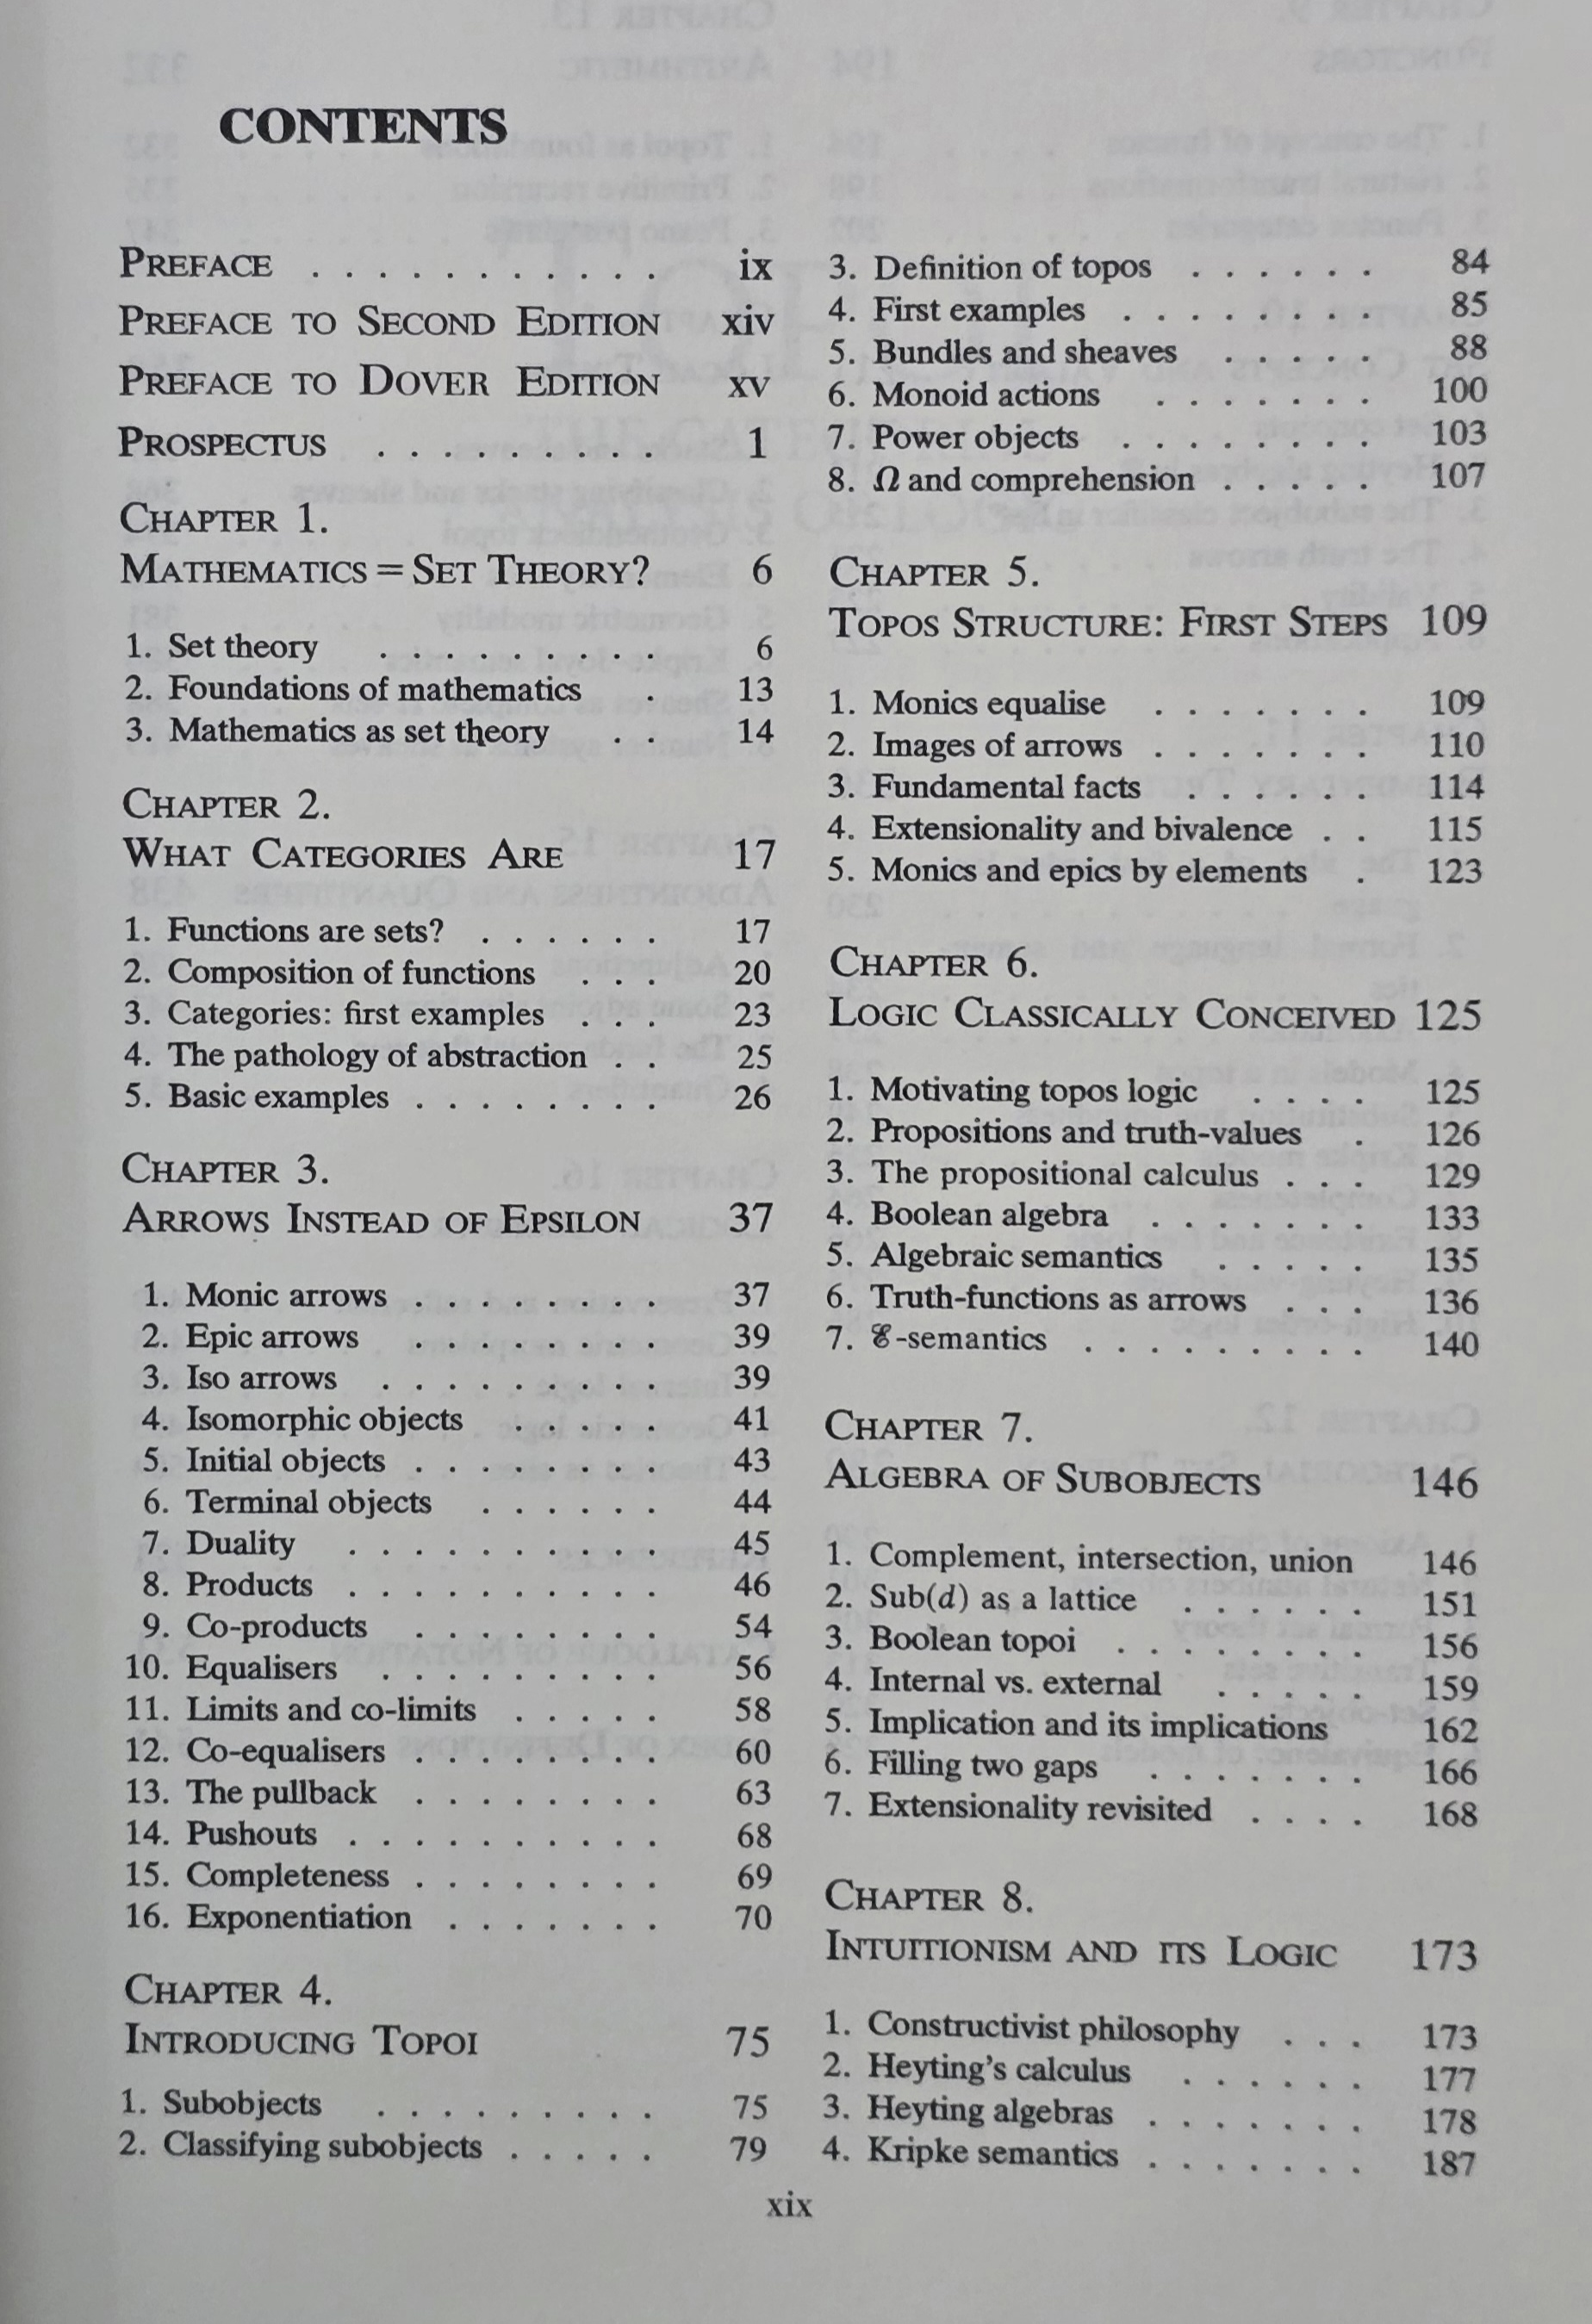 CONTENTS
PREFACE . . . . . . . . . . . ix
PREFACE TO SECOND EDITION xiv
PREFACE TO DOVER EDITION xv
PROSPECTUS . . . . . . . . . 1
CHAPTER 1.
MATHEMATICS = SET THEORY? 6
1. Set theory . . . . . . . . . 6
2. Foundations of mathematics . 13
3. Mathematics as set theory . . 14
CHAPTER 2.
WHAT CATEGORIES ARE 17
1. Functions are sets? . . . . . . 17
2. Composition of functions . . . 20
3. Categories: first examples . . . 23
4. The pathology of abstraction . . 25
5. Basic examples . . . . . . . . 26
CHAPTER 3.
ARROWS INSTEAD OF EPSILON 37
1. Monic arrows . . . . . . . . 37
2. Epic arrows . . . . . . . . 39
3. Iso arrows . . . . . . . . . 39
4. Isomorphic objects . . . . . 41
5. Initial objects . . . . . . . . 43
6. Terminal objects . . . . . . 44
7. Duality . . . . . . . . . . 45
8. Products . . . . . . . . . . 46
9. Co-products . . . . . . . . 54
10. Equalisers . . . . . . . . . 56
11. Limits and co-limits . . . . . 58
12. Co-equalisers . . . . . . . . 60
13. The pullback . . . . . . . . 63
14. Pushouts . . . . . . . . . . 68
15. Completeness . . . . . . . . 69
16. Exponentiation . . . . . . . 70
CHAPTER 4.
INTRODUCING TOPOI 75
1. Subobjects . . . . . . . . . 75
2. Classifying subobjects . . . . . 79
3. Definition of topos . . . . . . 84
4. First examples . . . . . . . . 85
5. Bundles and sheaves . . . . . 88
6. Monoid actions . . . . . . . 100
7. Power objects . . . . . . . . 103
8. Ω and comprehension . . . . . 107
CHAPTER 5.
TOPOS STRUCTURE: FIRST STEPS 109
1. Monics equalise . . . . . . . 109
2. Images of arrows . . . . . . . 110
3. Fundamental facts . . . . . . 114
4. Extensionality and bivalence . . 115
5. Monics and epics by elements . 123
CHAPTER 6.
LOGIC CLASSICALLY CONCEIVED 125
1. Motivating topos logic . . . . 125
2. Propositions and truth-values . 126
3. The propositional calculus . . . 129
4. Boolean algebra . . . . . . . 133
5. Algebraic semantics . . . . . 135
6. Truth-functions as arrows . . . 136
7. ℰ-semantics . . . . . . . . . 140
CHAPTER 7.
ALGEBRA OF SUBOBJECTS 146
1. Complement, intersection, union 146
2. Sub(d) as a lattice . . . . . . 151
3. Boolean topoi . . . . . . . . 156
4. Internal vs. external . . . . . 159
5. Implication and its implications 162
6. Filling two gaps . . . . . . . 166
7. Extensionality revisited . . . . 168
CHAPTER 8.
INTUITIONISM AND ITS LOGIC 173
1. Constructivist philosophy . . . 173
2. Heyting's calculus . . . . . . 177
3. Heyting algebras . . . . . . . 178
4. Kripke semantics . . . . . . . 187
xix